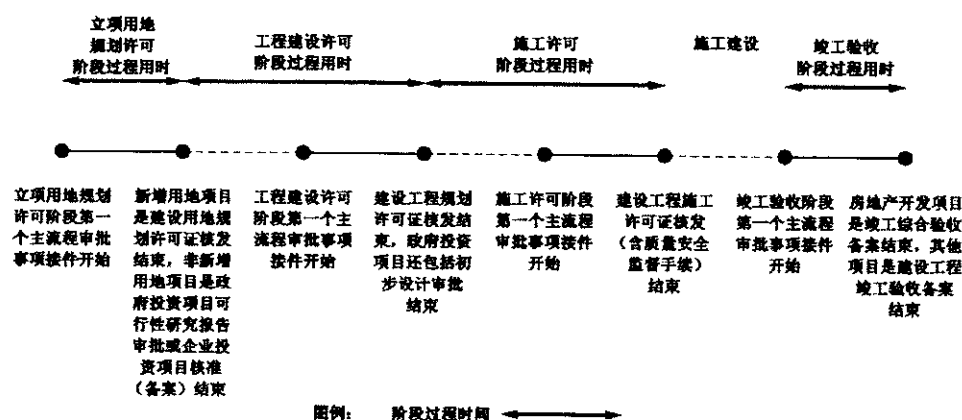 立项用地
规划许可
阶段过程用时
工程建设许可
阶段过程用时
施工许可
阶段过程用时
施工建设
竣工验收
阶段过程用时
立项用地规划
许可阶段第一
个主流程审批
事项接件开始
新增用地项目
是建设用地规
划许可证核发
结束，非新增
用地项目是政
府投资项目可
行性研究报告
审批或企业投
资项目核准
（备案）结束
工程建设许可
阶段第一个主
流程审批事项
接件开始
建设工程规划
许可证核发结
束，政府投资
项目还包括初
步设计审批
结束
施工许可阶段
第一个主流程
审批事项接件
开始
建设工程施工
许可证核发
（含质量安全
监督手续）
结束
竣工验收阶段
第一个主流程
审批事项接件
开始
房地产开发项目
是竣工综合验收
备案结束，其他
项目是建设工程
竣工验收备案
结束
图例： 阶段过程时间